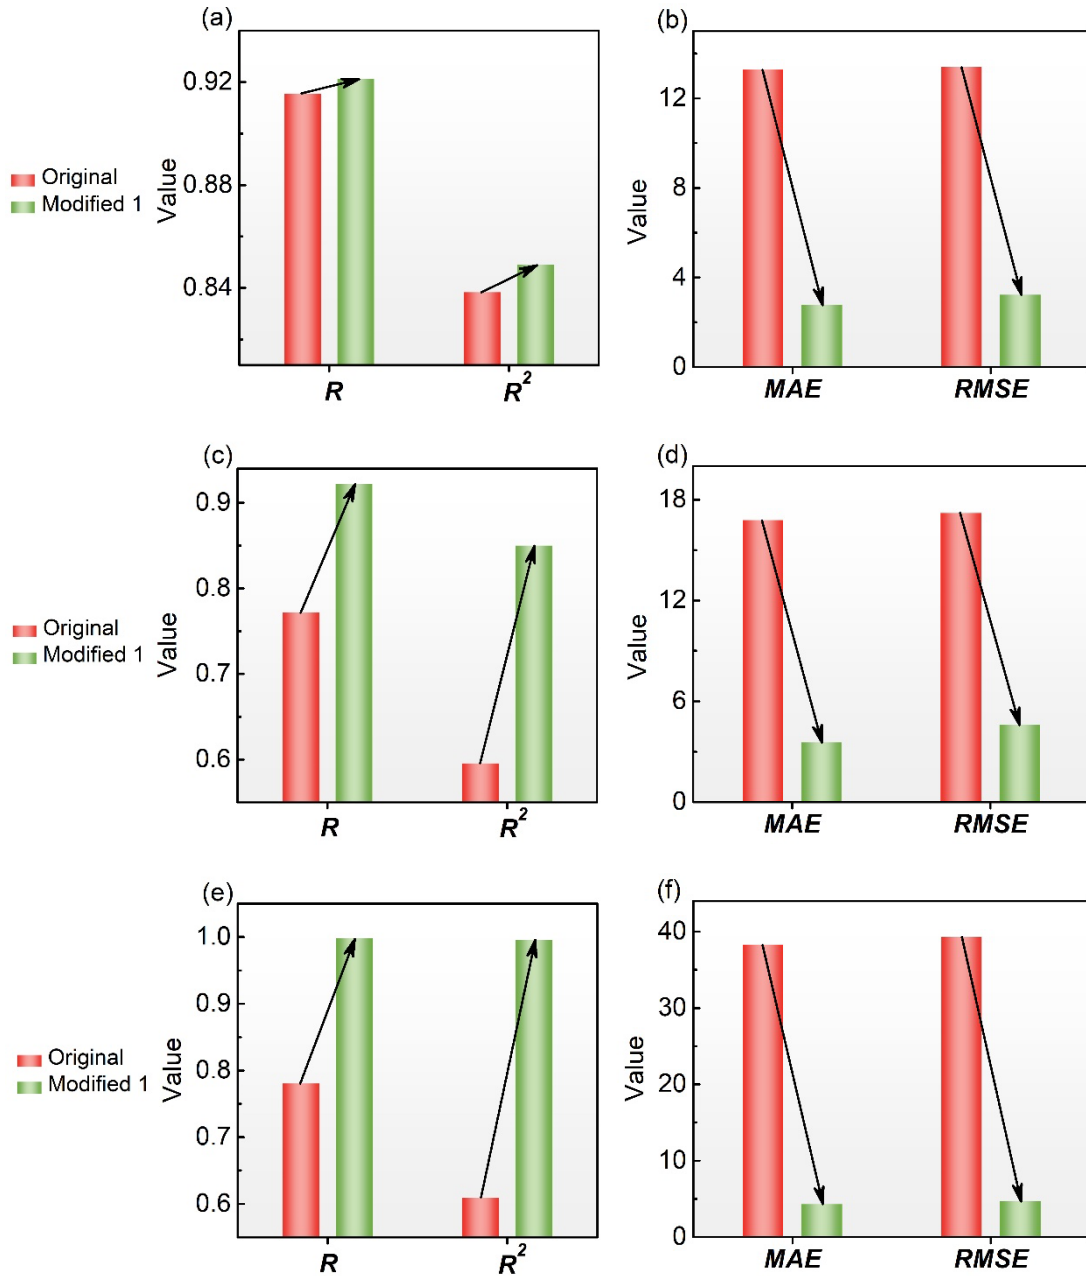 (a)
0.92
0.88
0.84
Value
Original
Modified 1
R
R²
(b)
12
8
4
0
Value
MAE
RMSE
(c)
0.9
0.8
0.7
0.6
Value
Original
Modified 1
R
R²
(d)
18
12
6
0
Value
MAE
RMSE
(e)
1.0
0.9
0.8
0.7
0.6
Value
Original
Modified 1
R
R²
(f)
40
30
20
10
0
Value
MAE
RMSE